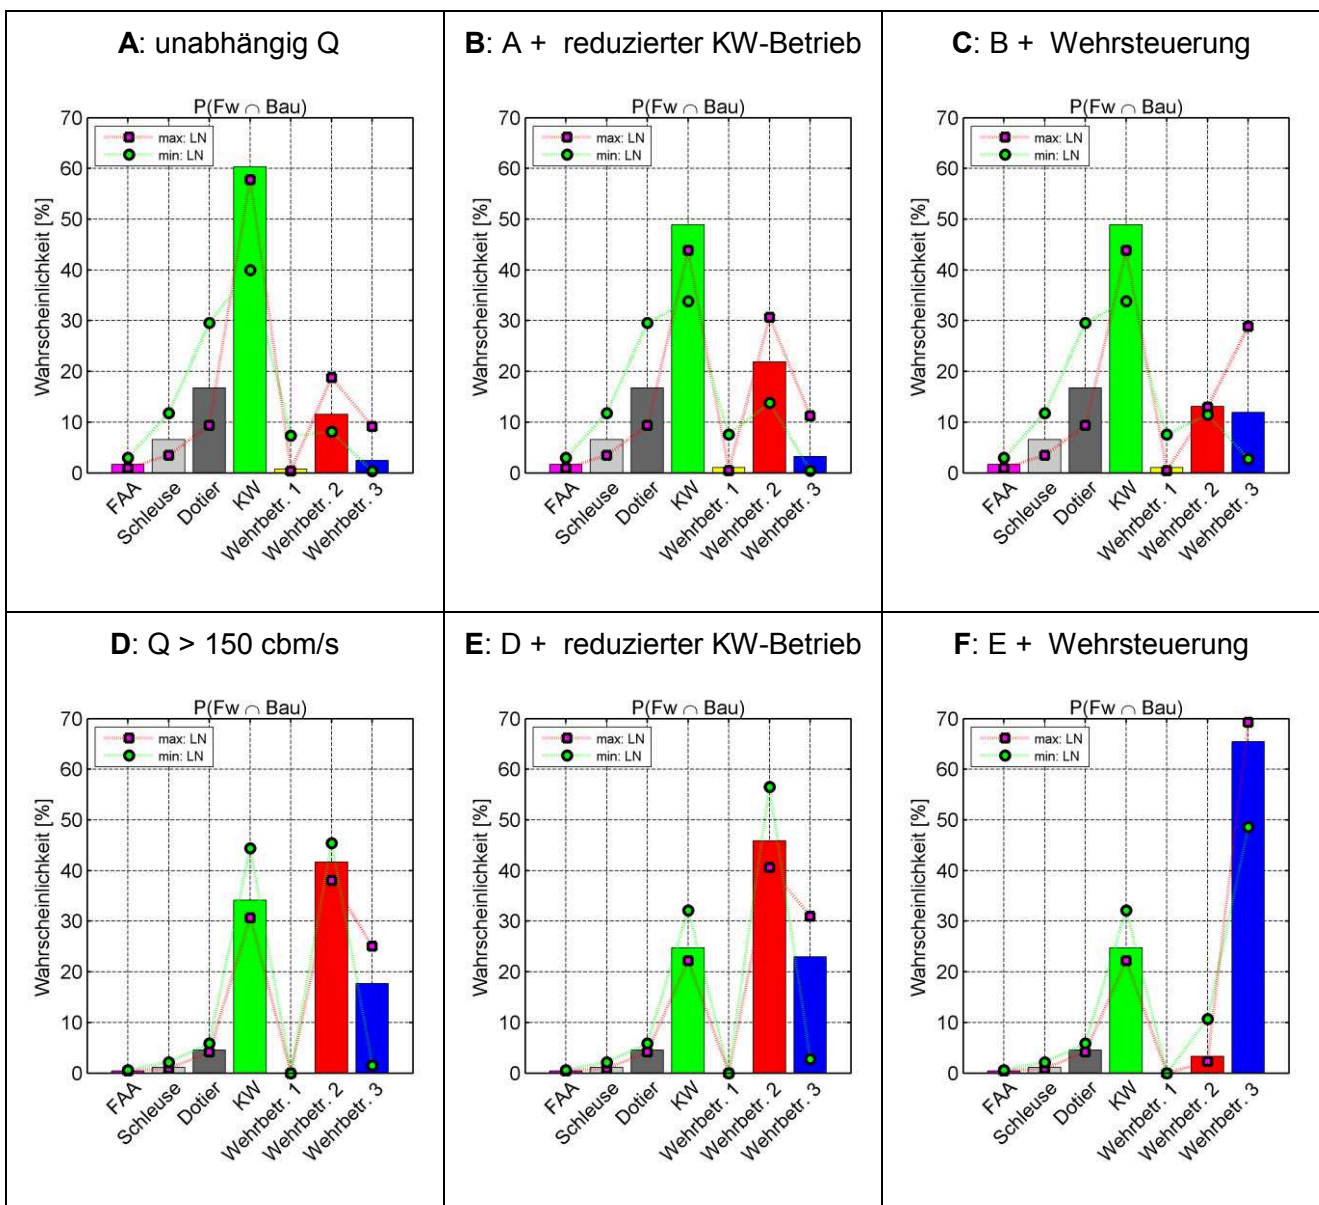 A: unabhängig Q
P(Fw ∩ Bau)
70
60
50
40
30
20
10
0
Wahrscheinlichkeit [%]
max: LN
min: LN
FAA
Schleuse
Dotier
KW
Wehrbetr. 1
Wehrbetr. 2
Wehrbetr. 3
B: A + reduzierter KW-Betrieb
P(Fw ∩ Bau)
70
60
50
40
30
20
10
0
Wahrscheinlichkeit [%]
max: LN
min: LN
FAA
Schleuse
Dotier
KW
Wehrbetr. 1
Wehrbetr. 2
Wehrbetr. 3
C: B + Wehrsteuerung
P(Fw ∩ Bau)
70
60
50
40
30
20
10
0
Wahrscheinlichkeit [%]
max: LN
min: LN
FAA
Schleuse
Dotier
KW
Wehrbetr. 1
Wehrbetr. 2
Wehrbetr. 3
D: Q > 150 cbm/s
P(Fw ∩ Bau)
70
60
50
40
30
20
10
0
Wahrscheinlichkeit [%]
max: LN
min: LN
FAA
Schleuse
Dotier
KW
Wehrbetr. 1
Wehrbetr. 2
Wehrbetr. 3
E: D + reduzierter KW-Betrieb
P(Fw ∩ Bau)
70
60
50
40
30
20
10
0
Wahrscheinlichkeit [%]
max: LN
min: LN
FAA
Schleuse
Dotier
KW
Wehrbetr. 1
Wehrbetr. 2
Wehrbetr. 3
F: E + Wehrsteuerung
P(Fw ∩ Bau)
70
60
50
40
30
20
10
0
Wahrscheinlichkeit [%]
max: LN
min: LN
FAA
Schleuse
Dotier
KW
Wehrbetr. 1
Wehrbetr. 2
Wehrbetr. 3